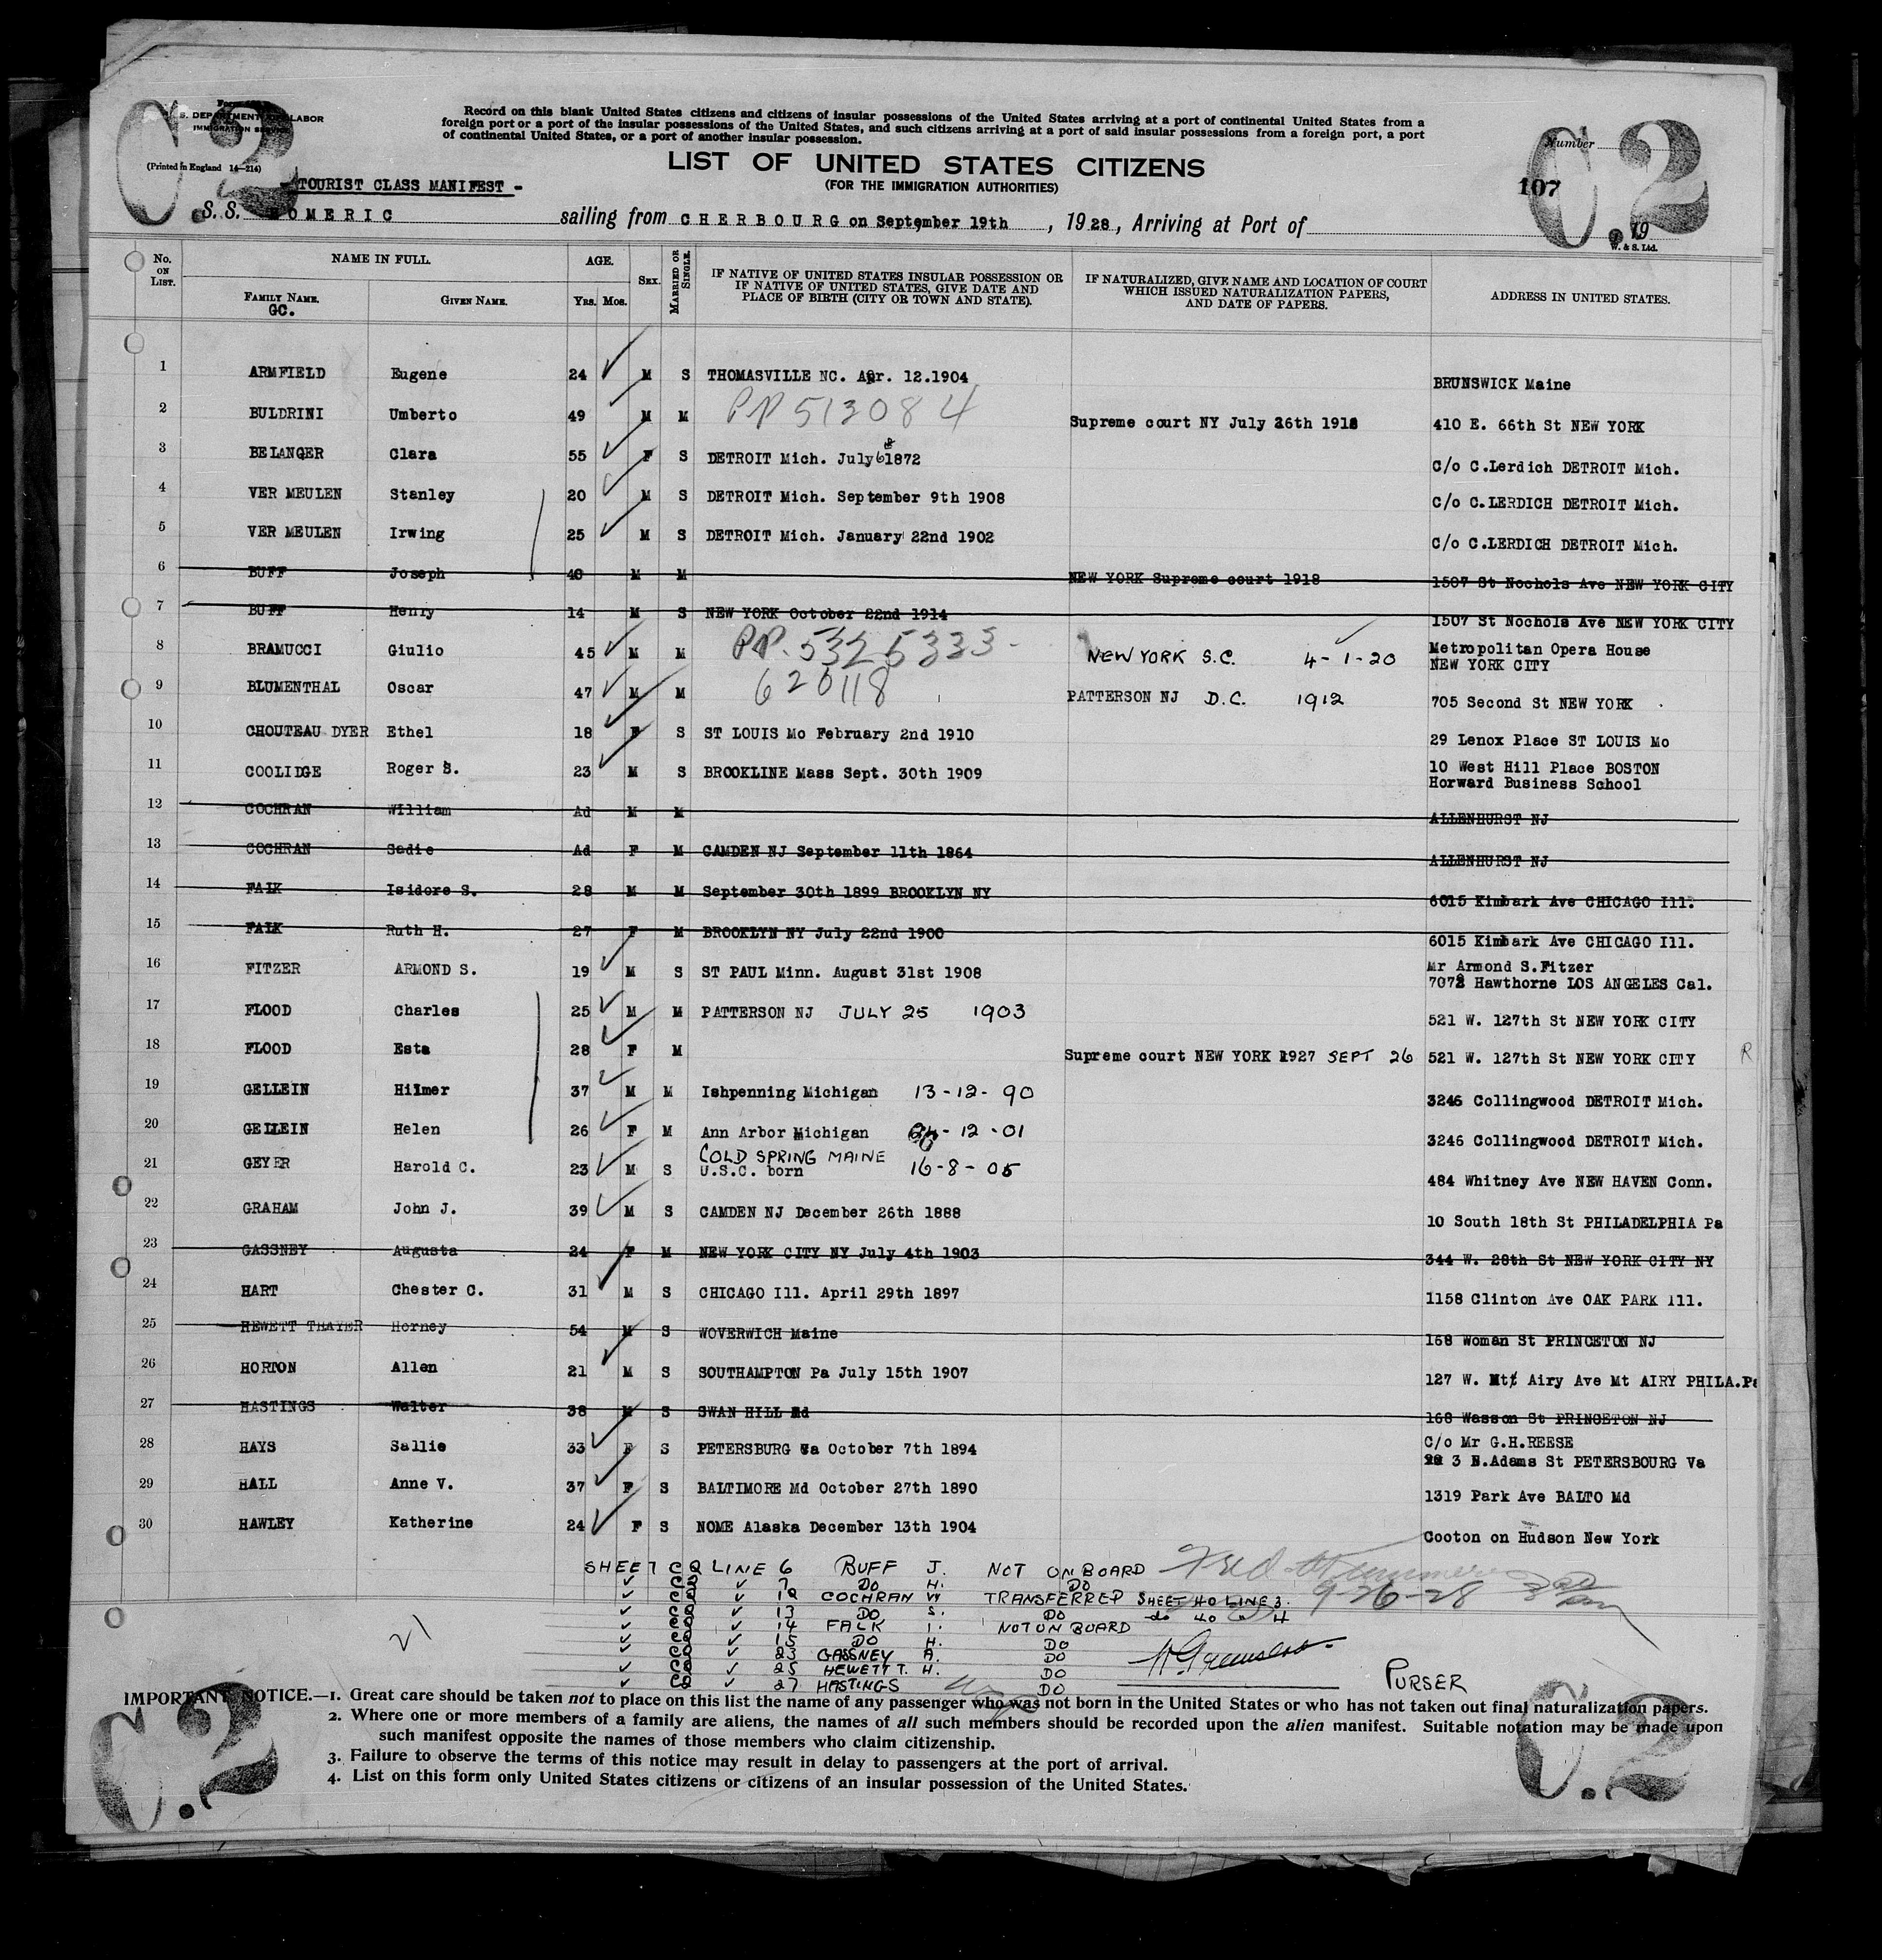 C.2
Form
U.S. DEPARTMENT OF LABOR
IMMIGRATION SERVICE
(Printed in England 14—214)
Record on this blank United States citizens and citizens of insular possessions of the United States arriving at a port of continental United States from a
foreign port or a port of the insular possessions of the United States, and such citizens arriving at a port of said insular possessions from a foreign port, a port
of continental United States, or a port of another insular possession.
C.2
Number
LIST OF UNITED STATES CITIZENS
(FOR THE IMMIGRATION AUTHORITIES)
- TOURIST CLASS MANIFEST -
107
S. S. HOMERIC sailing from CHERBOURG on September 19th, 1928, Arriving at Port of , 19
W. & S. Ltd.
No. ON LIST. NAME IN FULL. AGE. SEX. MARRIED OR SINGLE. IF NATIVE OF UNITED STATES INSULAR POSSESSION OR IF NATIVE OF UNITED STATES, GIVE DATE AND PLACE OF BIRTH (CITY OR TOWN AND STATE). IF NATURALIZED, GIVE NAME AND LOCATION OF COURT WHICH ISSUED NATURALIZATION PAPERS, AND DATE OF PAPERS. ADDRESS IN UNITED STATES.
FAMILY NAME. GIVEN NAME. Yrs. Mos.
GC.
1 ARMFIELD Eugene 24 M S THOMASVILLE NC. Apr. 12.1904 BRUNSWICK Maine
2 BULDRINI Umberto 49 M M PP 513084 Supreme court NY July 26th 1918 410 E. 66th St NEW YORK
3 BELANGER Clara 55 F S DETROIT Mich. July 6 1872 C/o C.Lerdich DETROIT Mich.
4 VER MEULEN Stanley 20 M S DETROIT Mich. September 9th 1908 C/o C.LERDICH DETROIT Mich.
5 VER MEULEN Irwing 25 M S DETROIT Mich. January 22nd 1902 C/o C.LERDICH DETROIT Mich.
6 BUFF Joseph 40 M M NEW YORK Supreme court 1918 1507 St Nochols Ave NEW YORK CITY
7 BUFF Henry 14 M S NEW YORK October 22nd 1914 1507 St Nochols Ave NEW YORK CITY
8 BRAMUCCI Giulio 45 M M PP. 5325333- NEW YORK S.C. 4-1-20 Metropolitan Opera House
NEW YORK CITY
9 BLUMENTHAL Oscar 47 M M 620118 PATTERSON NJ D.C. 1912 705 Second St NEW YORK
10 CHOUTEAU DYER Ethel 18 F S ST LOUIS Mo February 2nd 1910 29 Lenox Place ST LOUIS Mo
11 COOLIDGE Roger S. 23 M S BROOKLINE Mass Sept. 30th 1909 10 West Hill Place BOSTON
Horward Business School
12 COCHRAN William Ad M M ALLENHURST NJ
13 COCHRAN Sadie Ad F M CAMDEN NJ September 11th 1864 ALLENHURST NJ
14 FALK Isidore S. 28 M M September 30th 1899 BROOKLYN NY 6015 Kimbark Ave CHICAGO Ill.
15 FALK Ruth H. 27 F M BROOKLYN NY July 22nd 1900 6015 Kimbark Ave CHICAGO Ill.
16 FITZER ARMOND S. 19 M S ST PAUL Minn. August 31st 1908 Mr Armond S.Fitzer
7072 Hawthorne LOS ANGELES Cal.
17 FLOOD Charles 25 M M PATTERSON NJ JULY 25 1903 521 W. 127th St NEW YORK CITY
18 FLOOD Esta 28 F M Supreme court NEW YORK 1927 SEPT 26 521 W. 127th St NEW YORK CITY R
19 GELLEIN Hilmer 37 M M Ishpenning Michigan 13-12-90 3246 Collingwood DETROIT Mich.
20 GELLEIN Helen 26 F M Ann Arbor Michigan -12-01 3246 Collingwood DETROIT Mich.
COLD SPRING MAINE
21 GEYER Harold C. 23 M S U.S.C. born 16-8-05 484 Whitney Ave NEW HAVEN Conn.
22 GRAHAM John J. 39 M S CAMDEN NJ December 26th 1888 10 South 18th St PHILADELPHIA Pa
23 GASSNEY Augusta 24 F M NEW YORK CITY NY July 4th 1903 344 W. 28th St NEW YORK CITY NY
24 HART Chester C. 31 M S CHICAGO Ill. April 29th 1897 1158 Clinton Ave OAK PARK Ill.
25 HEWETT THAYER Horney 54 M S WOVERWICH Maine 168 Woman St PRINCETON NJ
26 HORTON Allen 21 M S SOUTHAMPTON Pa July 15th 1907 127 W. Mt Airy Ave Mt AIRY PHILA.Pa
27 HASTINGS Walter 38 M S SWAN HILL Md 168 Wasson St PRINCETON NJ
28 HAYS Sallie 33 F S PETERSBURG Va October 7th 1894 C/o Mr G.H.REESE
3 N.Adams St PETERSBOURG Va
29 HALL Anne V. 37 F S BALTIMORE Md October 27th 1890 1319 Park Ave BALTO Md
30 HAWLEY Katherine 24 F S NOME Alaska December 13th 1904 Cooton on Hudson New York
SHEET C2 LINE 6 BUFF J. NOT ON BOARD
C2 7 DO H. DO
C2 12 COCHRAN W TRANSFERRED SHEET 40 LINE 3.
C2 13 DO S. DO do 40 4
C2 14 FALK I. NOT ON BOARD
C2 15 DO H. DO
C2 23 GASSNEY A. DO
C2 25 HEWETT T. H. DO
C2 27 HASTINGS DO
9-26-28
21
PURSER
IMPORTANT NOTICE.—1. Great care should be taken not to place on this list the name of any passenger who was not born in the United States or who has not taken out final naturalization papers.
2. Where one or more members of a family are aliens, the names of all such members should be recorded upon the alien manifest. Suitable notation may be made upon
such manifest opposite the names of those members who claim citizenship.
3. Failure to observe the terms of this notice may result in delay to passengers at the port of arrival.
4. List on this form only United States citizens or citizens of an insular possession of the United States.
C.2
C.2